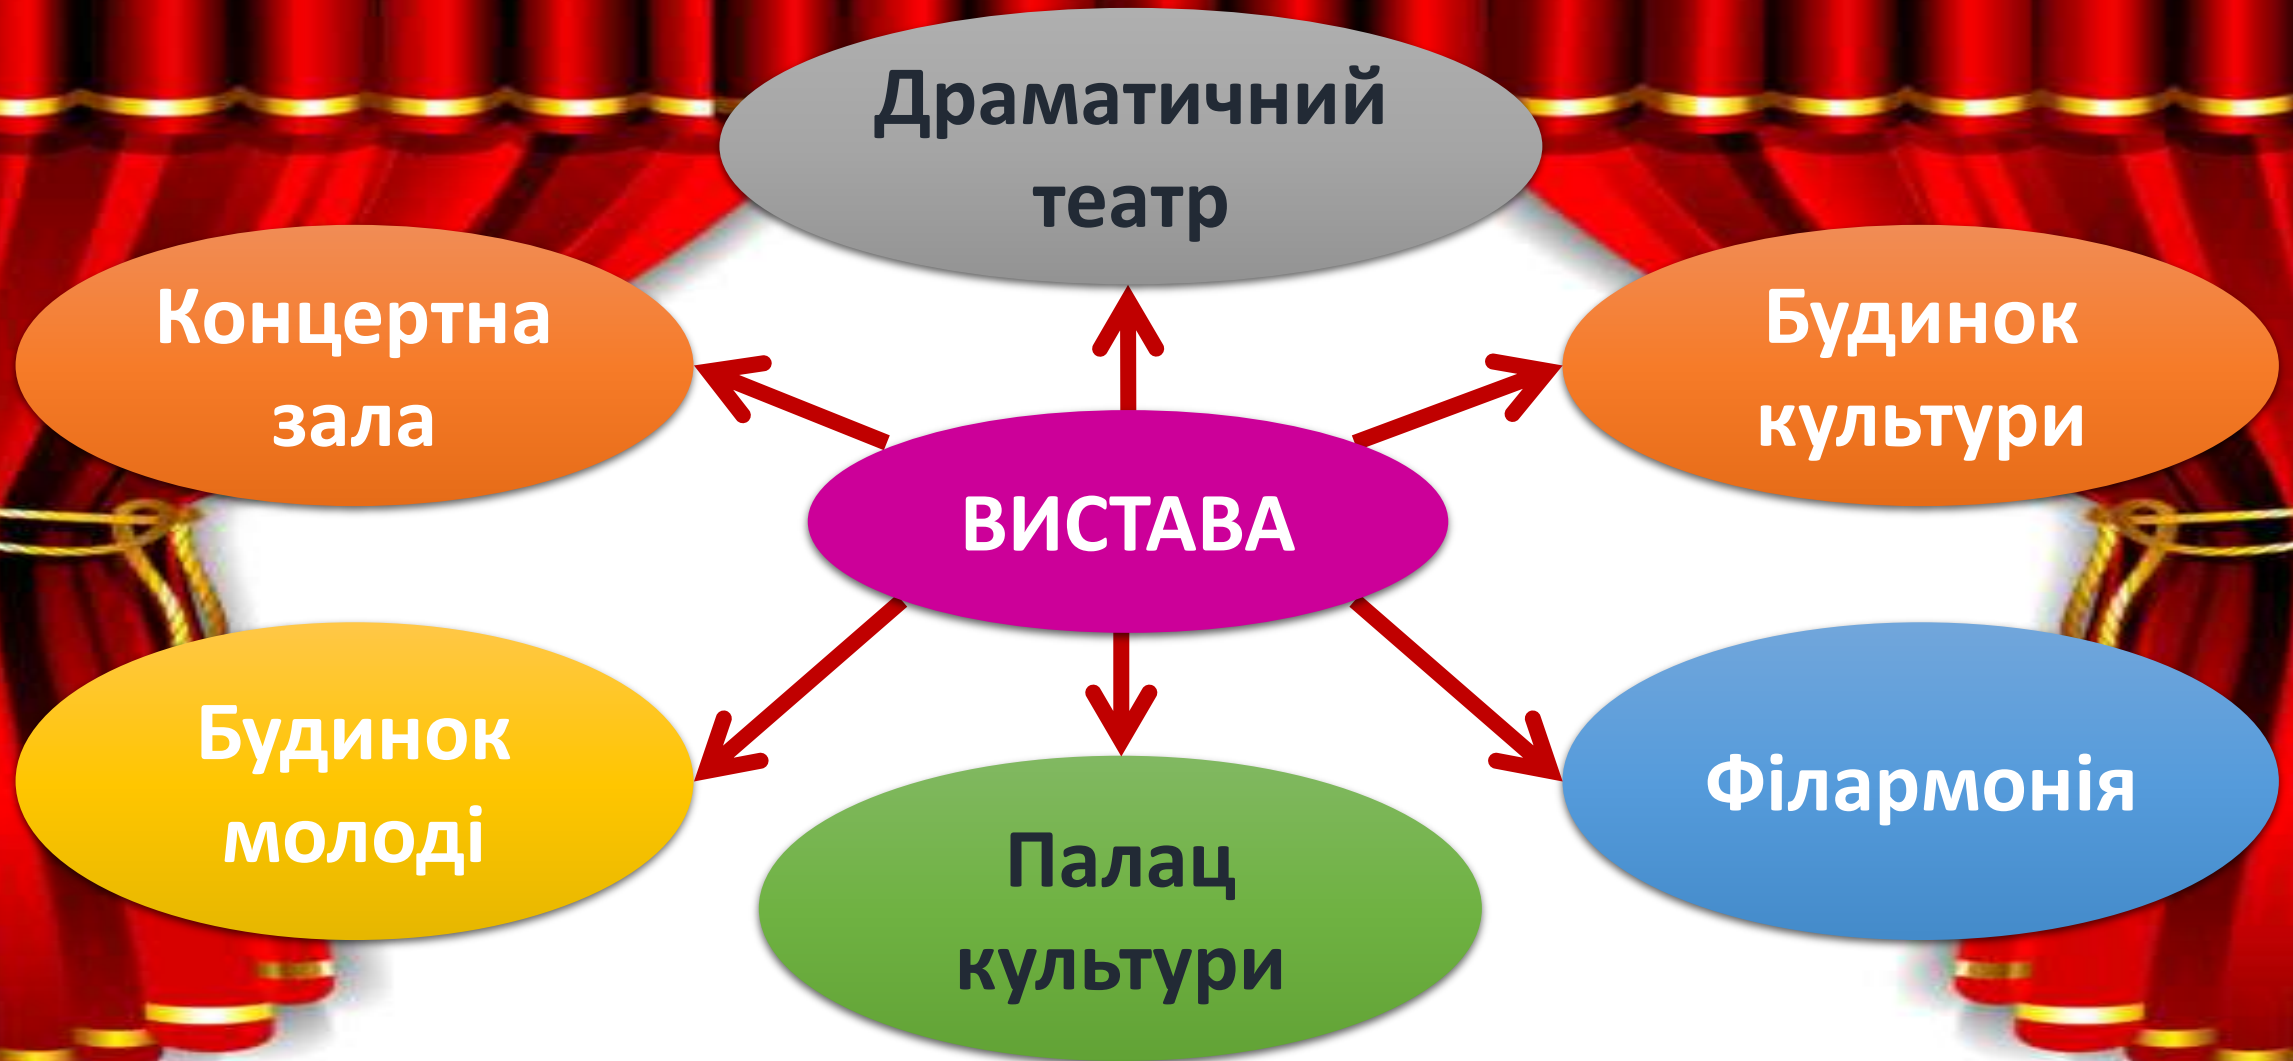 Драматичний
театр
Концертна
зала
Будинок
культури
ВИСТАВА
Будинок
молоді
Палац
культури
Філармонія